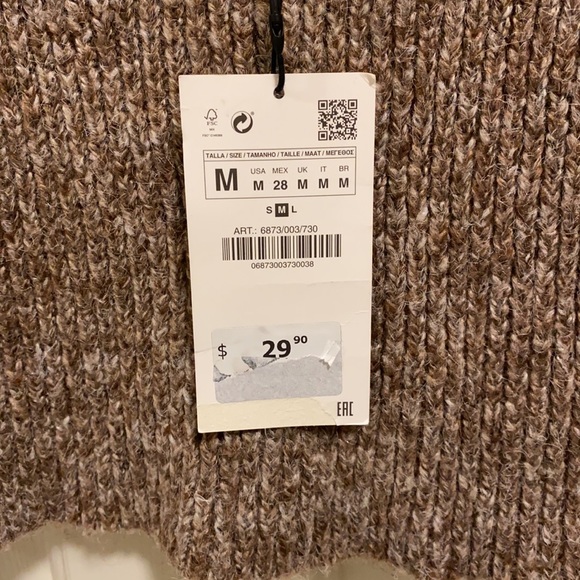 FSC
TALLA / SIZE / TAMANHO / TAILLE / MAAT / ΜΕΓΕΘΟΣ
M
USA MEX UK IT BR
M 28 M M M
S M L
ART.: 6873/003/730
06873003730038
$ 29 90
EAC